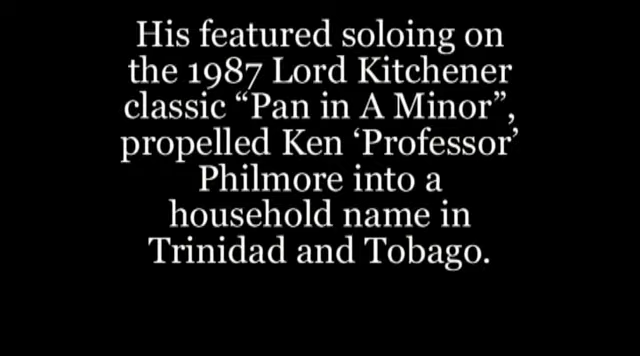 His featured soloing on
the 1987 Lord Kitchener
classic “Pan in A Minor”,
propelled Ken ‘Professor’
Philmore into a
household name in
Trinidad and Tobago.